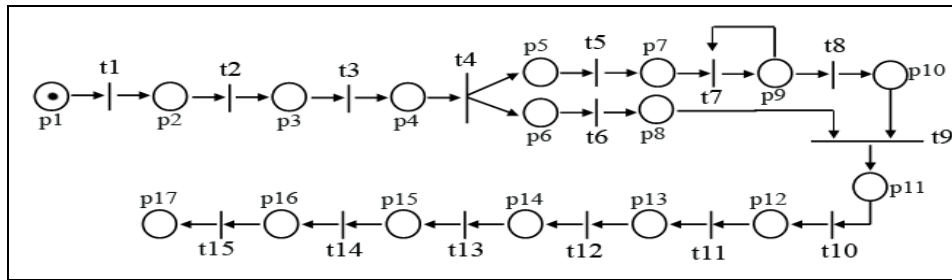 p5 t5 p7 t8
t1 t2 t3 t4 p10
t7 p9
p1 p2 p3 p4 p6 t6 p8
t9
p11
p17 p16 p15 p14 p13 p12
t15 t14 t13 t12 t11 t10